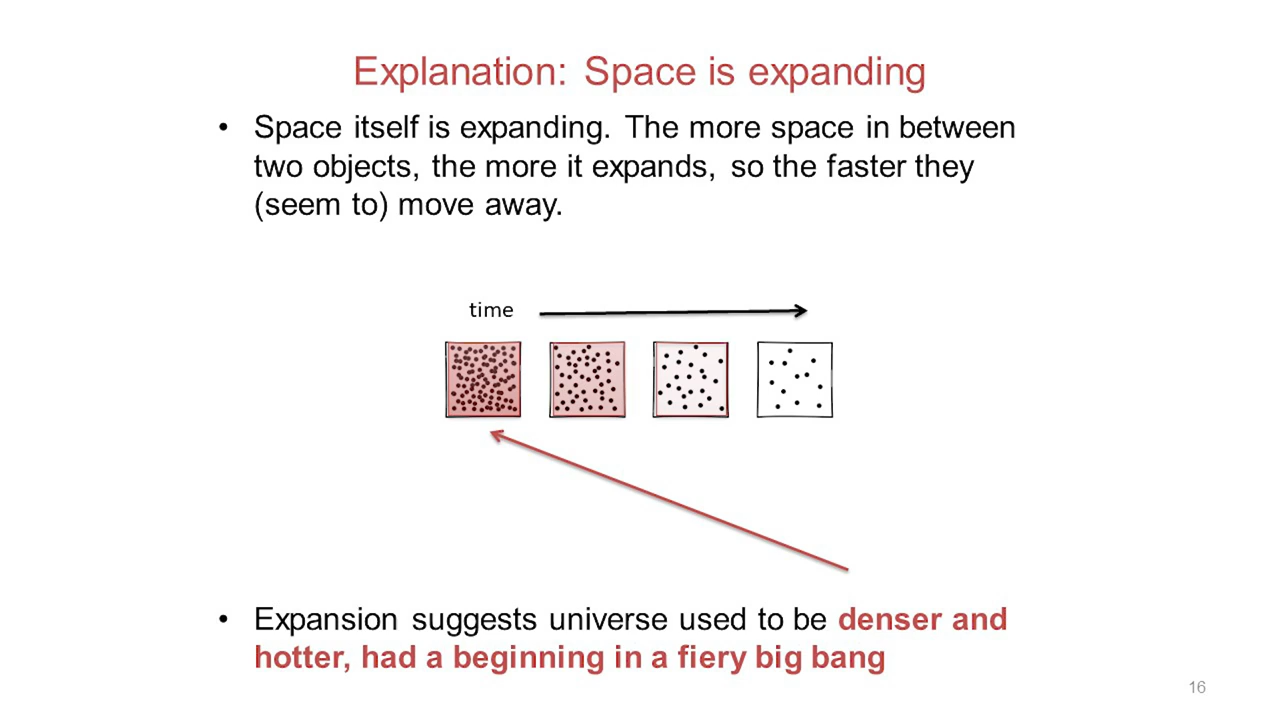 Explanation: Space is expanding
• Space itself is expanding. The more space in between
two objects, the more it expands, so the faster they
(seem to) move away.
time
• Expansion suggests universe used to be denser and
hotter, had a beginning in a fiery big bang
16